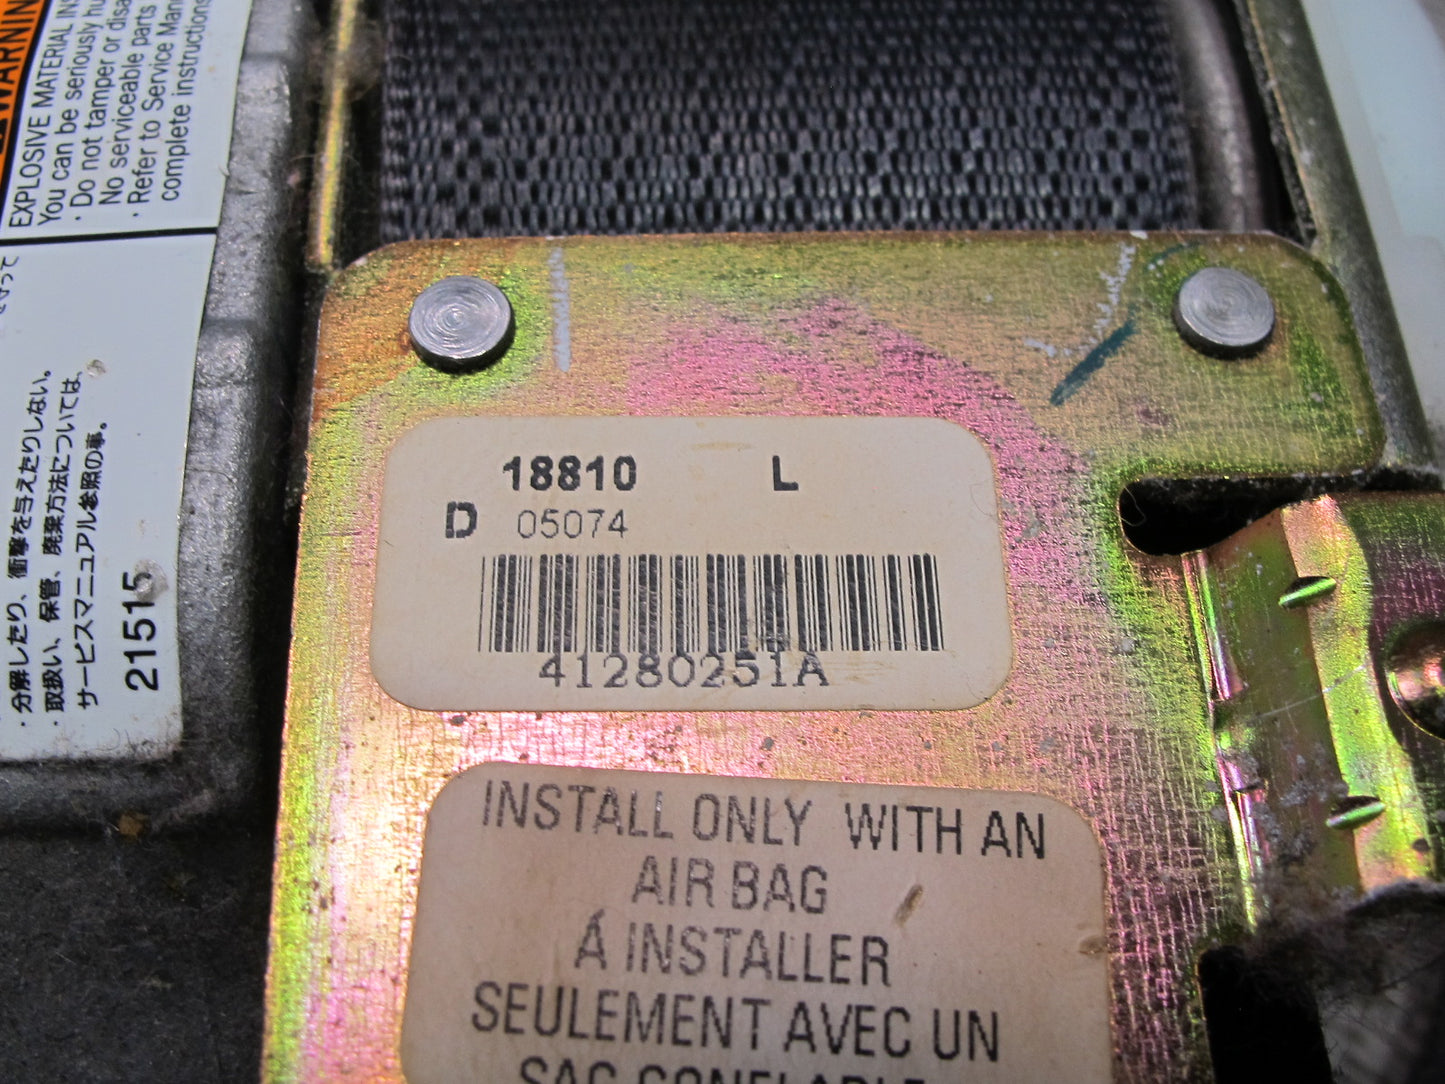 WARNIN
EXPLOSIVE MATERIAL INS
You can be seriously hu
· Do not tamper or disa
No serviceable parts
· Refer to Service Man
complete instructions
・分解したり、衝撃を与えたりしない。
・取扱い、保管、廃棄方法については、
サービスマニュアル参照の事。
21515
18810 L
D 05074
41280251A
INSTALL ONLY WITH AN
AIR BAG
Á INSTALLER
SEULEMENT AVEC UN
SAC GONFLABLE